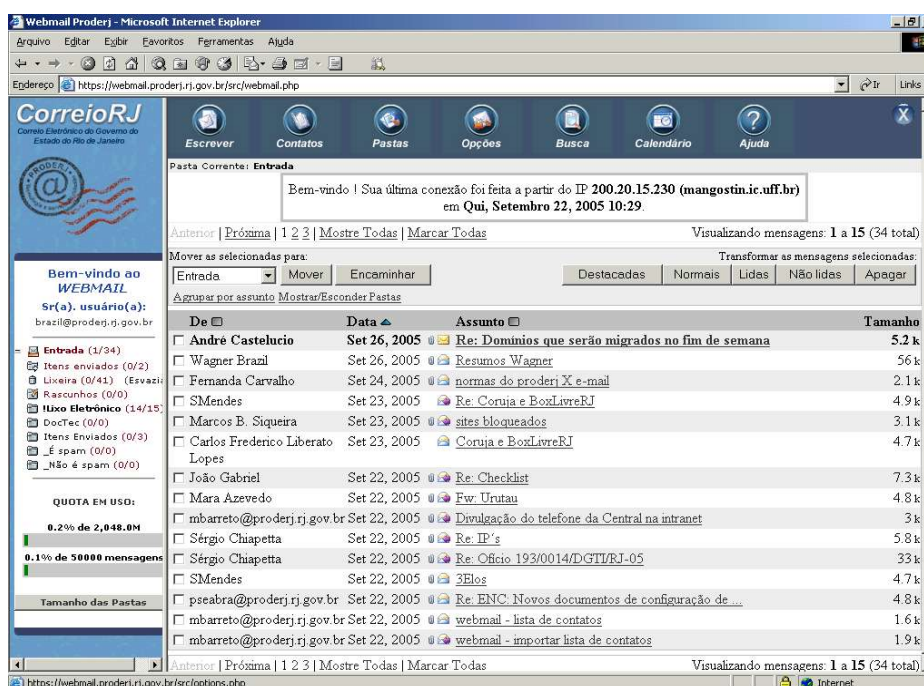 Webmail Proderj - Microsoft Internet Explorer
Arquivo Editar Exibir Favoritos Ferramentas Ajuda
Endereço https://webmail.proderj.rj.gov.br/src/webmail.php Ir Links
CorreioRJ
Correio Eletrônico do Governo do
Estado do Rio de Janeiro
PRODERJ
@
Bem-vindo ao
WEBMAIL
Sr(a). usuário(a):
brazil@proderj.rj.gov.br
Entrada (1/34)
Itens enviados (0/2)
Lixeira (0/41) (Esvazia
Rascunhos (0/0)
!Lixo Eletrônico (14/15)
DocTec (0/0)
Itens Enviados (0/3)
_É spam (0/0)
_Não é spam (0/0)
QUOTA EM USO:
0.2% de 2,048.0M
0.1% de 50000 mensagens
Tamanho das Pastas
Escrever Contatos Pastas Opções Busca Calendário Ajuda X
Pasta Corrente: Entrada
Bem-vindo ! Sua última conexão foi feita a partir do IP 200.20.15.230 (mangostin.ic.uff.br)
em Qui, Setembro 22, 2005 10:29.
Anterior | Próxima | 1 2 3 | Mostre Todas | Marcar Todas Visualizando mensagens: 1 a 15 (34 total)
Mover as selecionadas para: Transformar as mensagens selecionadas:
Entrada Mover Encaminhar Destacadas Normais Lidas Não lidas Apagar
Agrupar por assunto Mostrar/Esconder Pastas
De Data Assunto Tamanho
André Castelucio Set 26, 2005 Re: Domínios que serão migrados no fim de semana 5.2 k
Wagner Brazil Set 26, 2005 Resumos Wagner 56 k
Fernanda Carvalho Set 24, 2005 normas do proderj X e-mail 2.1 k
SMendes Set 23, 2005 Re: Coruja e BoxLivreRJ 4.9 k
Marcos B. Siqueira Set 23, 2005 sites bloqueados 3.1 k
Carlos Frederico Liberato Set 23, 2005 Coruja e BoxLivreRJ 4.7 k
Lopes
João Gabriel Set 22, 2005 Re: Checklist 7.3 k
Mara Azevedo Set 22, 2005 Fw: Urutau 4.8 k
mbarreto@proderj.rj.gov.br Set 22, 2005 Divulgação do telefone da Central na intranet 3 k
Sérgio Chiapetta Set 22, 2005 Re: IP´s 5.8 k
Sérgio Chiapetta Set 22, 2005 Re: Ofício 193/0014/DGTI/RJ-05 33 k
SMendes Set 22, 2005 3Elos 4.7 k
pseabra@proderj.rj.gov.br Set 22, 2005 Re: ENC: Novos documentos de configuração de ... 4.8 k
mbarreto@proderj.rj.gov.br Set 22, 2005 webmail - lista de contatos 1.6 k
mbarreto@proderj.rj.gov.br Set 22, 2005 webmail - importar lista de contatos 1.9 k
Anterior | Próxima | 1 2 3 | Mostre Todas | Marcar Todas Visualizando mensagens: 1 a 15 (34 total)
https://webmail.proderj.rj.gov.br/src/options.php Internet